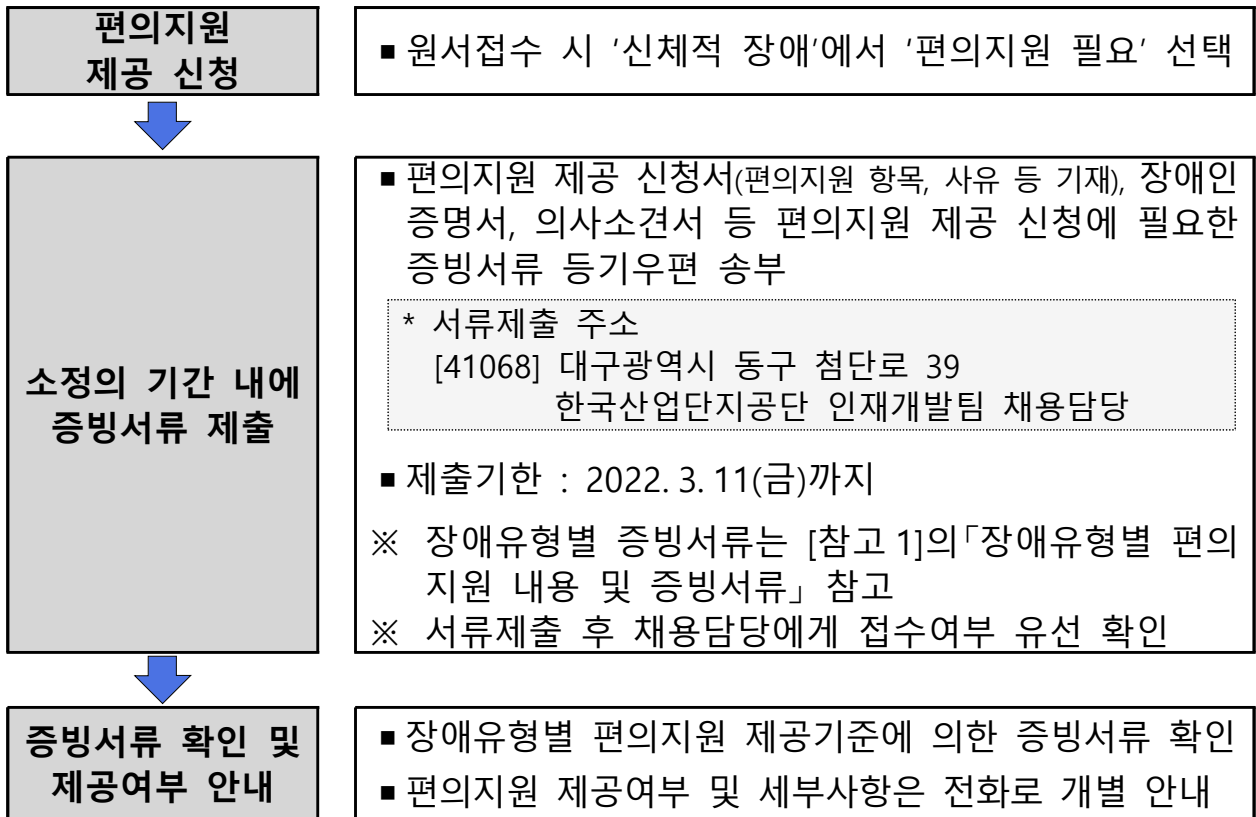 편의지원
제공 신청
▪ 원서접수 시 ‘신체적 장애’에서 ‘편의지원 필요’ 선택
소정의 기간 내에
증빙서류 제출
▪ 편의지원 제공 신청서(편의지원 항목, 사유 등 기재), 장애인
증명서, 의사소견서 등 편의지원 제공 신청에 필요한
증빙서류 등기우편 송부
* 서류제출 주소
[41068] 대구광역시 동구 첨단로 39
한국산업단지공단 인재개발팀 채용담당
▪ 제출기한 : 2022. 3. 11(금)까지
※ 장애유형별 증빙서류는 [참고 1]의「장애유형별 편의
지원 내용 및 증빙서류」 참고
※ 서류제출 후 채용담당에게 접수여부 유선 확인
증빙서류 확인 및
제공여부 안내
▪ 장애유형별 편의지원 제공기준에 의한 증빙서류 확인
▪ 편의지원 제공여부 및 세부사항은 전화로 개별 안내